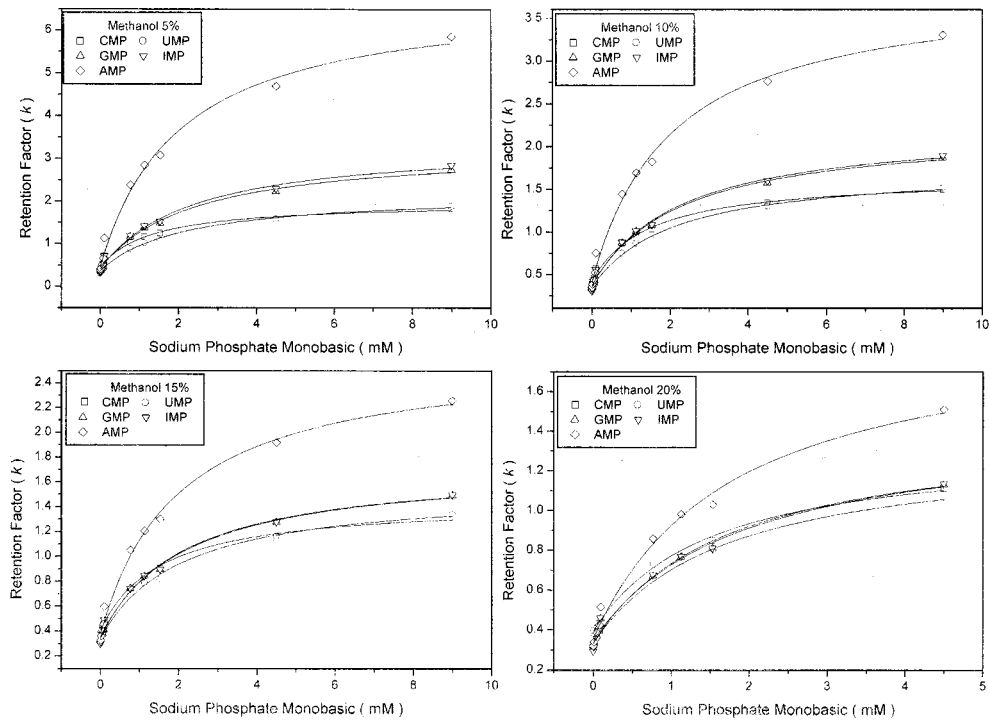 Methanol 5%
CMP UMP
GMP IMP
AMP
Retention Factor ( k )
6
5
4
3
2
1
0
0 2 4 6 8 10
Sodium Phosphate Monobasic ( mM )
Methanol 10%
CMP UMP
GMP IMP
AMP
Retention Factor ( k )
3.5
3.0
2.5
2.0
1.5
1.0
0.5
0 2 4 6 8 10
Sodium Phosphate Monobasic ( mM )
Methanol 15%
CMP UMP
GMP IMP
AMP
Retention Factor ( k )
2.4
2.2
2.0
1.8
1.6
1.4
1.2
1.0
0.8
0.6
0.4
0.2
0 2 4 6 8 10
Sodium Phosphate Monobasic ( mM )
Methanol 20%
CMP UMP
GMP IMP
AMP
Retention Factor ( k )
1.6
1.4
1.2
1.0
0.8
0.6
0.4
0.2
0 1 2 3 4 5
Sodium Phosphate Monobasic ( mM )